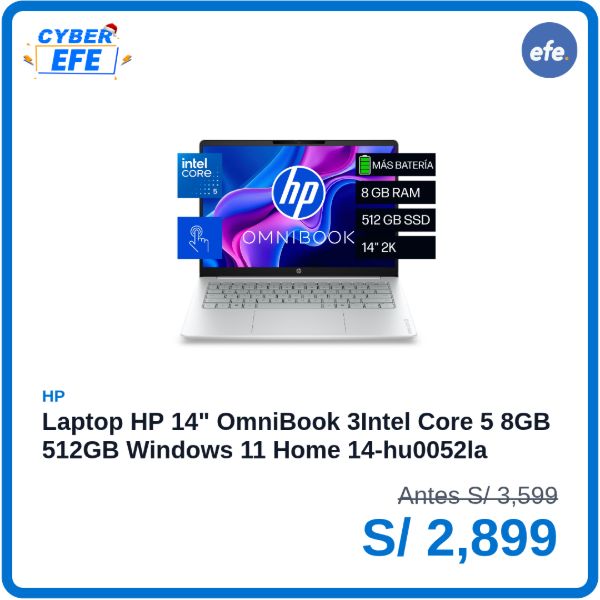 CYBER
EFE
efe.
intel
CORE
5
hp
OMNIBOOK
MÁS BATERÍA
8 GB RAM
512 GB SSD
14" 2K
HP
Laptop HP 14" OmniBook 3Intel Core 5 8GB
512GB Windows 11 Home 14-hu0052la
Antes S/ 3,599
S/ 2,899